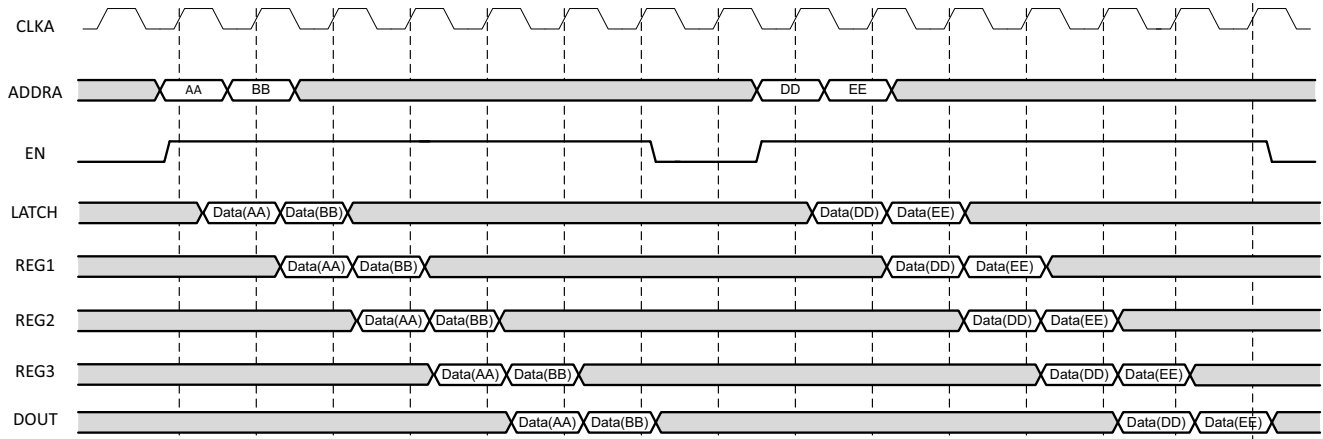 CLKA
ADDRA AA BB DD EE
EN
LATCH Data(AA) Data(BB) Data(DD) Data(EE)
REG1 Data(AA) Data(BB) Data(DD) Data(EE)
REG2 Data(AA) Data(BB) Data(DD) Data(EE)
REG3 Data(AA) Data(BB) Data(DD) Data(EE)
DOUT Data(AA) Data(BB) Data(DD) Data(EE)